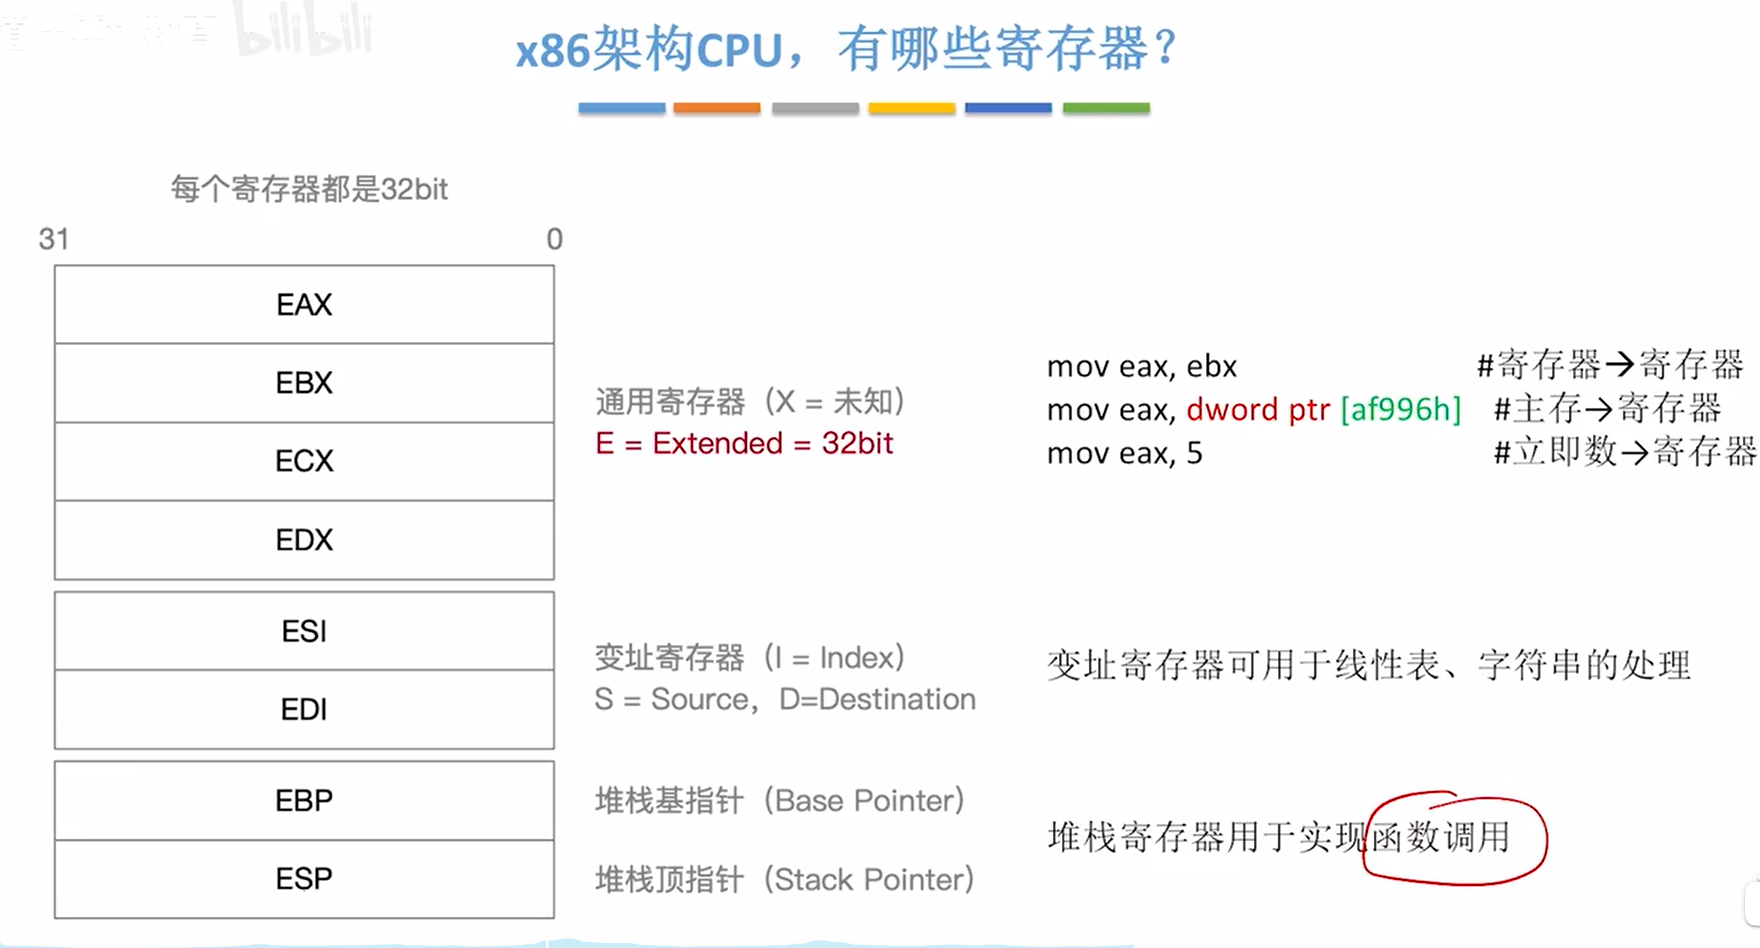 bilibili
x86架构CPU，有哪些寄存器？
每个寄存器都是32bit
31 0
EAX
EBX
ECX
EDX
通用寄存器（X = 未知）
E = Extended = 32bit
mov eax, ebx #寄存器→寄存器
mov eax, dword ptr [af996h] #主存→寄存器
mov eax, 5 #立即数→寄存器
ESI
EDI
变址寄存器（I = Index）
S = Source，D=Destination
变址寄存器可用于线性表、字符串的处理
EBP
堆栈基指针（Base Pointer）
ESP
堆栈顶指针（Stack Pointer）
堆栈寄存器用于实现函数调用